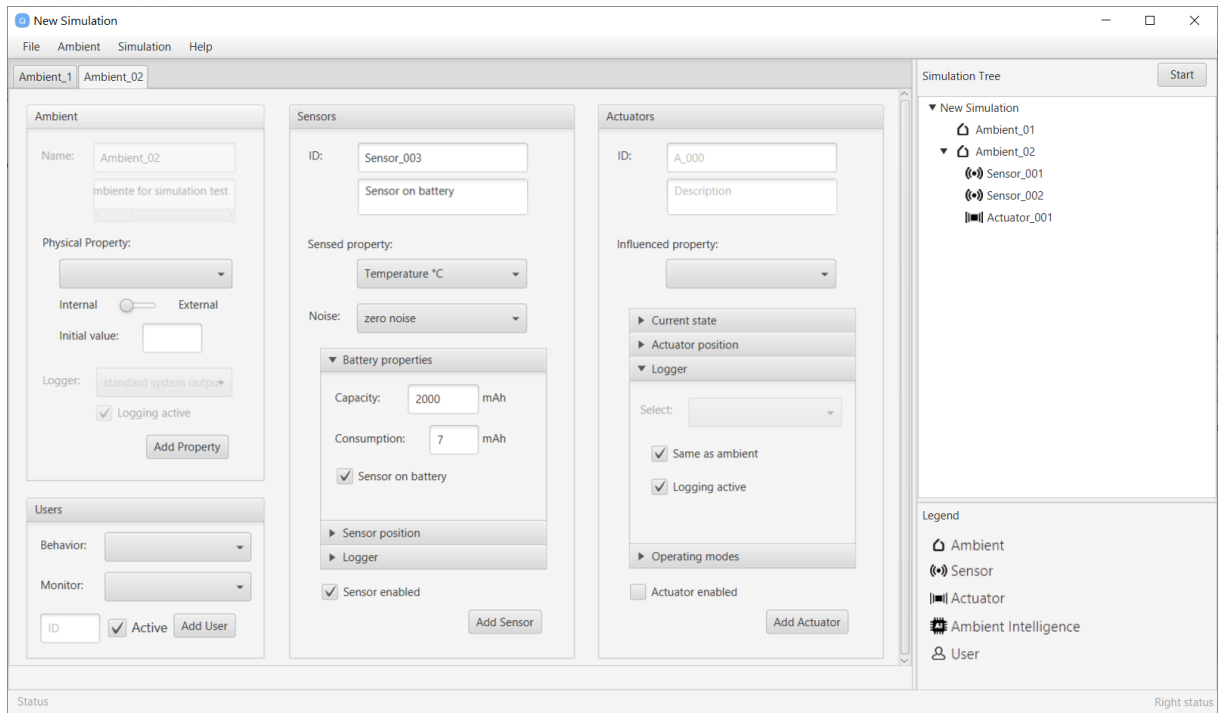 New Simulation
File Ambient Simulation Help
Ambient_1 Ambient_02
Ambient
Name: Ambient_02
mbiente for simulation test
Physical Property:
Internal External
Initial value:
Logger: standard system output
Logging active
Add Property
Users
Behavior:
Monitor:
ID Active Add User
Sensors
ID: Sensor_003
Sensor on battery
Sensed property:
Temperature °C
Noise: zero noise
Battery properties
Capacity: 2000 mAh
Consumption: 7 mAh
Sensor on battery
Sensor position
Logger
Sensor enabled
Add Sensor
Actuators
ID: A_000
Description
Influenced property:
Current state
Actuator position
Logger
Select:
Same as ambient
Logging active
Operating modes
Actuator enabled
Add Actuator
Simulation Tree Start
New Simulation
Ambient_01
Ambient_02
Sensor_001
Sensor_002
Actuator_001
Legend
Ambient
Sensor
Actuator
AI Ambient Intelligence
User
Status Right status